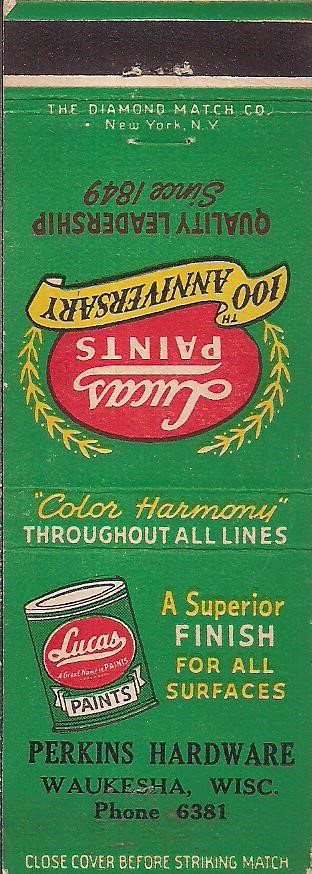 THE DIAMOND MATCH CO.
• New York, N.Y.
100TH ANNIVERSARY
Lucas
PAINTS
QUALITY LEADERSHIP
Since 1849
"Color Harmony"
THROUGHOUT ALL LINES
A Superior
FINISH
FOR ALL
SURFACES
Lucas
A Great Name in PAINTS
PAINTS
PERKINS HARDWARE
WAUKESHA, WISC.
Phone 6381
CLOSE COVER BEFORE STRIKING MATCH